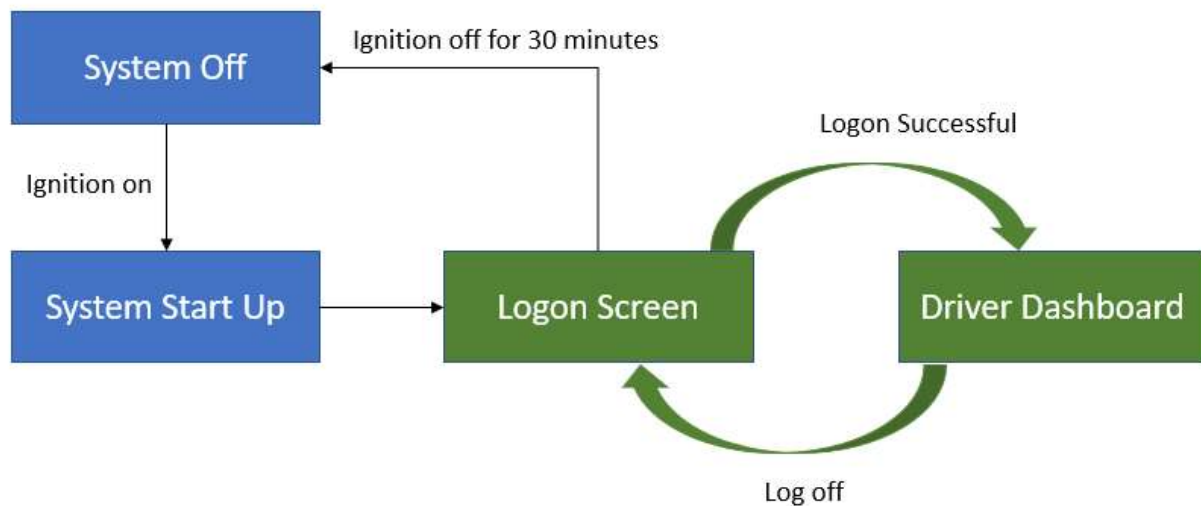 System Off
Ignition off for 30 minutes
Logon Successful
Ignition on
System Start Up
Logon Screen
Driver Dashboard
Log off